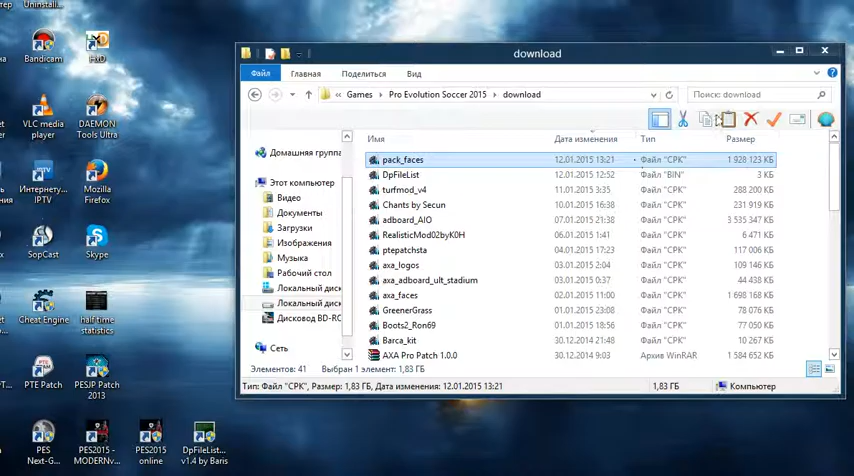 Uninstal...
Bandicam
HxD
VLC media
player
DAEMON
Tools Ultra
Интернету...
IPTV
Mozilla
Firefox
SopCast
Skype
Cheat Engine
half time
statistics
PTE Patch
PESJP Patch
2013
PES
Next-G...
PES2015 -
MODERNv...
PES2015
online
DpFileList...
v1.4 by Baris
download
Файл
Главная
Поделиться
Вид
« Games
Pro Evolution Soccer 2015
download
Поиск: download
Имя
Дата изменения
Тип
Размер
pack_faces 12.01.2015 13:21 Файл "CPK" 1 928 123 КБ
DpFileList 12.01.2015 12:52 Файл "BIN" 3 КБ
turfmod_v4 11.01.2015 3:35 Файл "CPK" 288 200 КБ
Chants by Secun 10.01.2015 16:38 Файл "CPK" 231 919 КБ
adboard_AIO 07.01.2015 21:38 Файл "CPK" 3 535 347 КБ
RealisticMod02byK0H 06.01.2015 1:41 Файл "CPK" 6 471 КБ
ptepatchsta 04.01.2015 17:23 Файл "CPK" 117 006 КБ
axa_logos 03.01.2015 2:04 Файл "CPK" 109 146 КБ
axa_adboard_ult_stadium 03.01.2015 1:51 Файл "CPK" 44 438 КБ
axa_faces 02.01.2015 11:00 Файл "CPK" 1 698 168 КБ
GreenerGrass 01.01.2015 23:08 Файл "CPK" 78 076 КБ
Boots2_Ron69 01.01.2015 18:56 Файл "CPK" 77 050 КБ
Barca_kit 30.12.2014 21:48 Файл "CPK" 10 267 КБ
AXA Pro Patch 1.0.0 30.12.2014 9:03 Архив WinRAR 1 584 652 КБ
Домашняя группа
Этот компьютер
Видео
Документы
Загрузки
Изображения
Музыка
Рабочий стол
Локальный диск
Локальный диск
Дисковод BD-RO
Сеть
Элементов: 41
Выбран 1 элемент: 1,83 ГБ
Тип: Файл "CPK", Размер: 1,83 ГБ, Дата изменения: 12.01.2015 13:21
1,83 ГБ
Компьютер